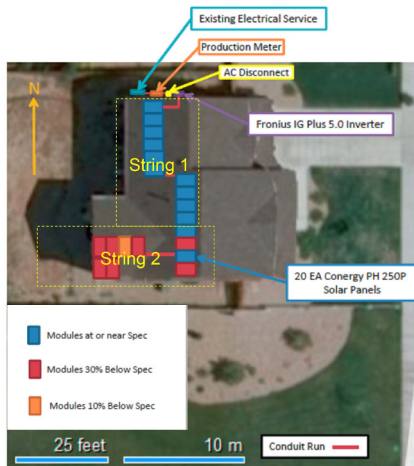 Existing Electrical Service
Production Meter
AC Disconnect
N
Fronius IG Plus 5.0 Inverter
String 1
String 2
20 EA Conergy PH 250P
Solar Panels
Modules at or near Spec
Modules 30% Below Spec
Modules 10% Below Spec
25 feet
10 m
Conduit Run